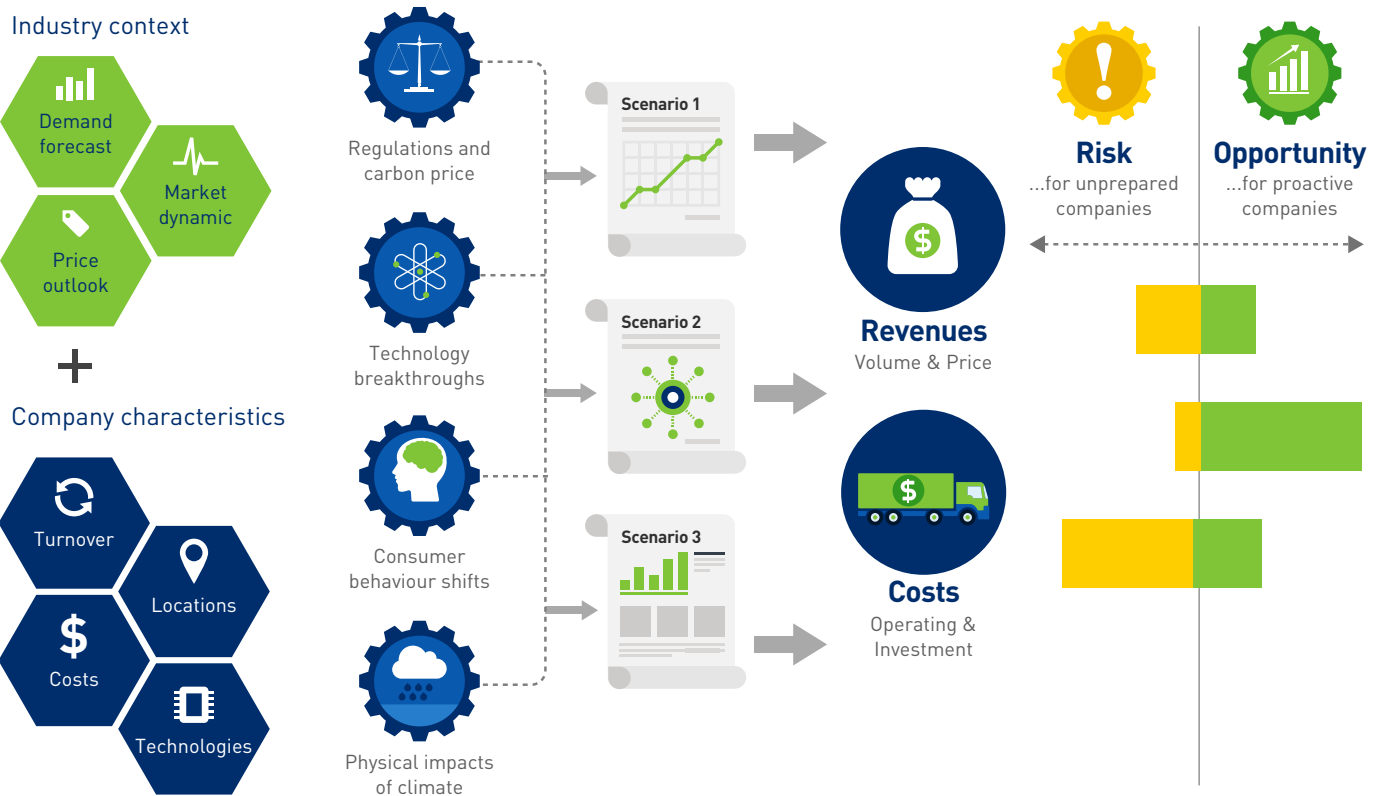 Industry context
Demand
forecast
Market
dynamic
Price
outlook
+
Company characteristics
Turnover
Locations
$
Costs
Technologies
Regulations and
carbon price
Technology
breakthroughs
Consumer
behaviour shifts
Physical impacts
of climate
Scenario 1
Scenario 2
Scenario 3
$
Revenues
Volume & Price
$
Costs
Operating &
Investment
!
Risk
...for unprepared
companies
Opportunity
...for proactive
companies